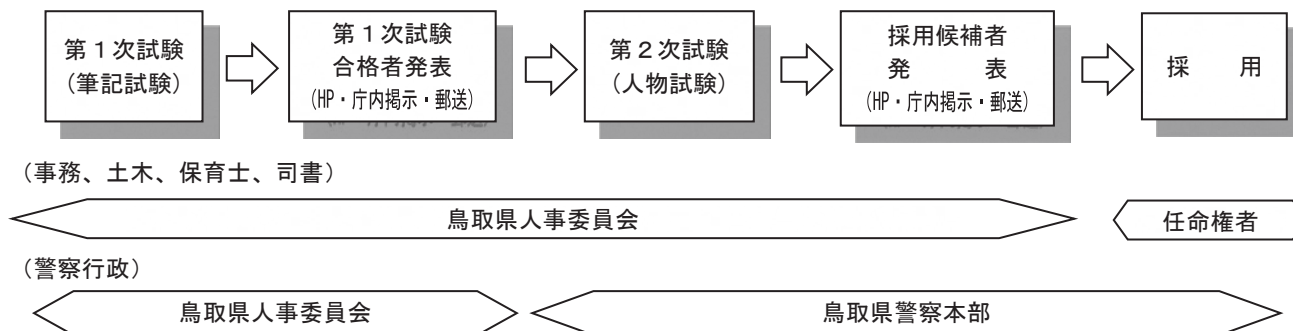 第１次試験
（筆記試験）
第１次試験
合格者発表
（HP・庁内掲示・郵送）
第２次試験
（人物試験）
採用候補者
発　　表
（HP・庁内掲示・郵送）
採　用
（事務、土木、保育士、司書）
鳥取県人事委員会
任命権者
（警察行政）
鳥取県人事委員会
鳥取県警察本部